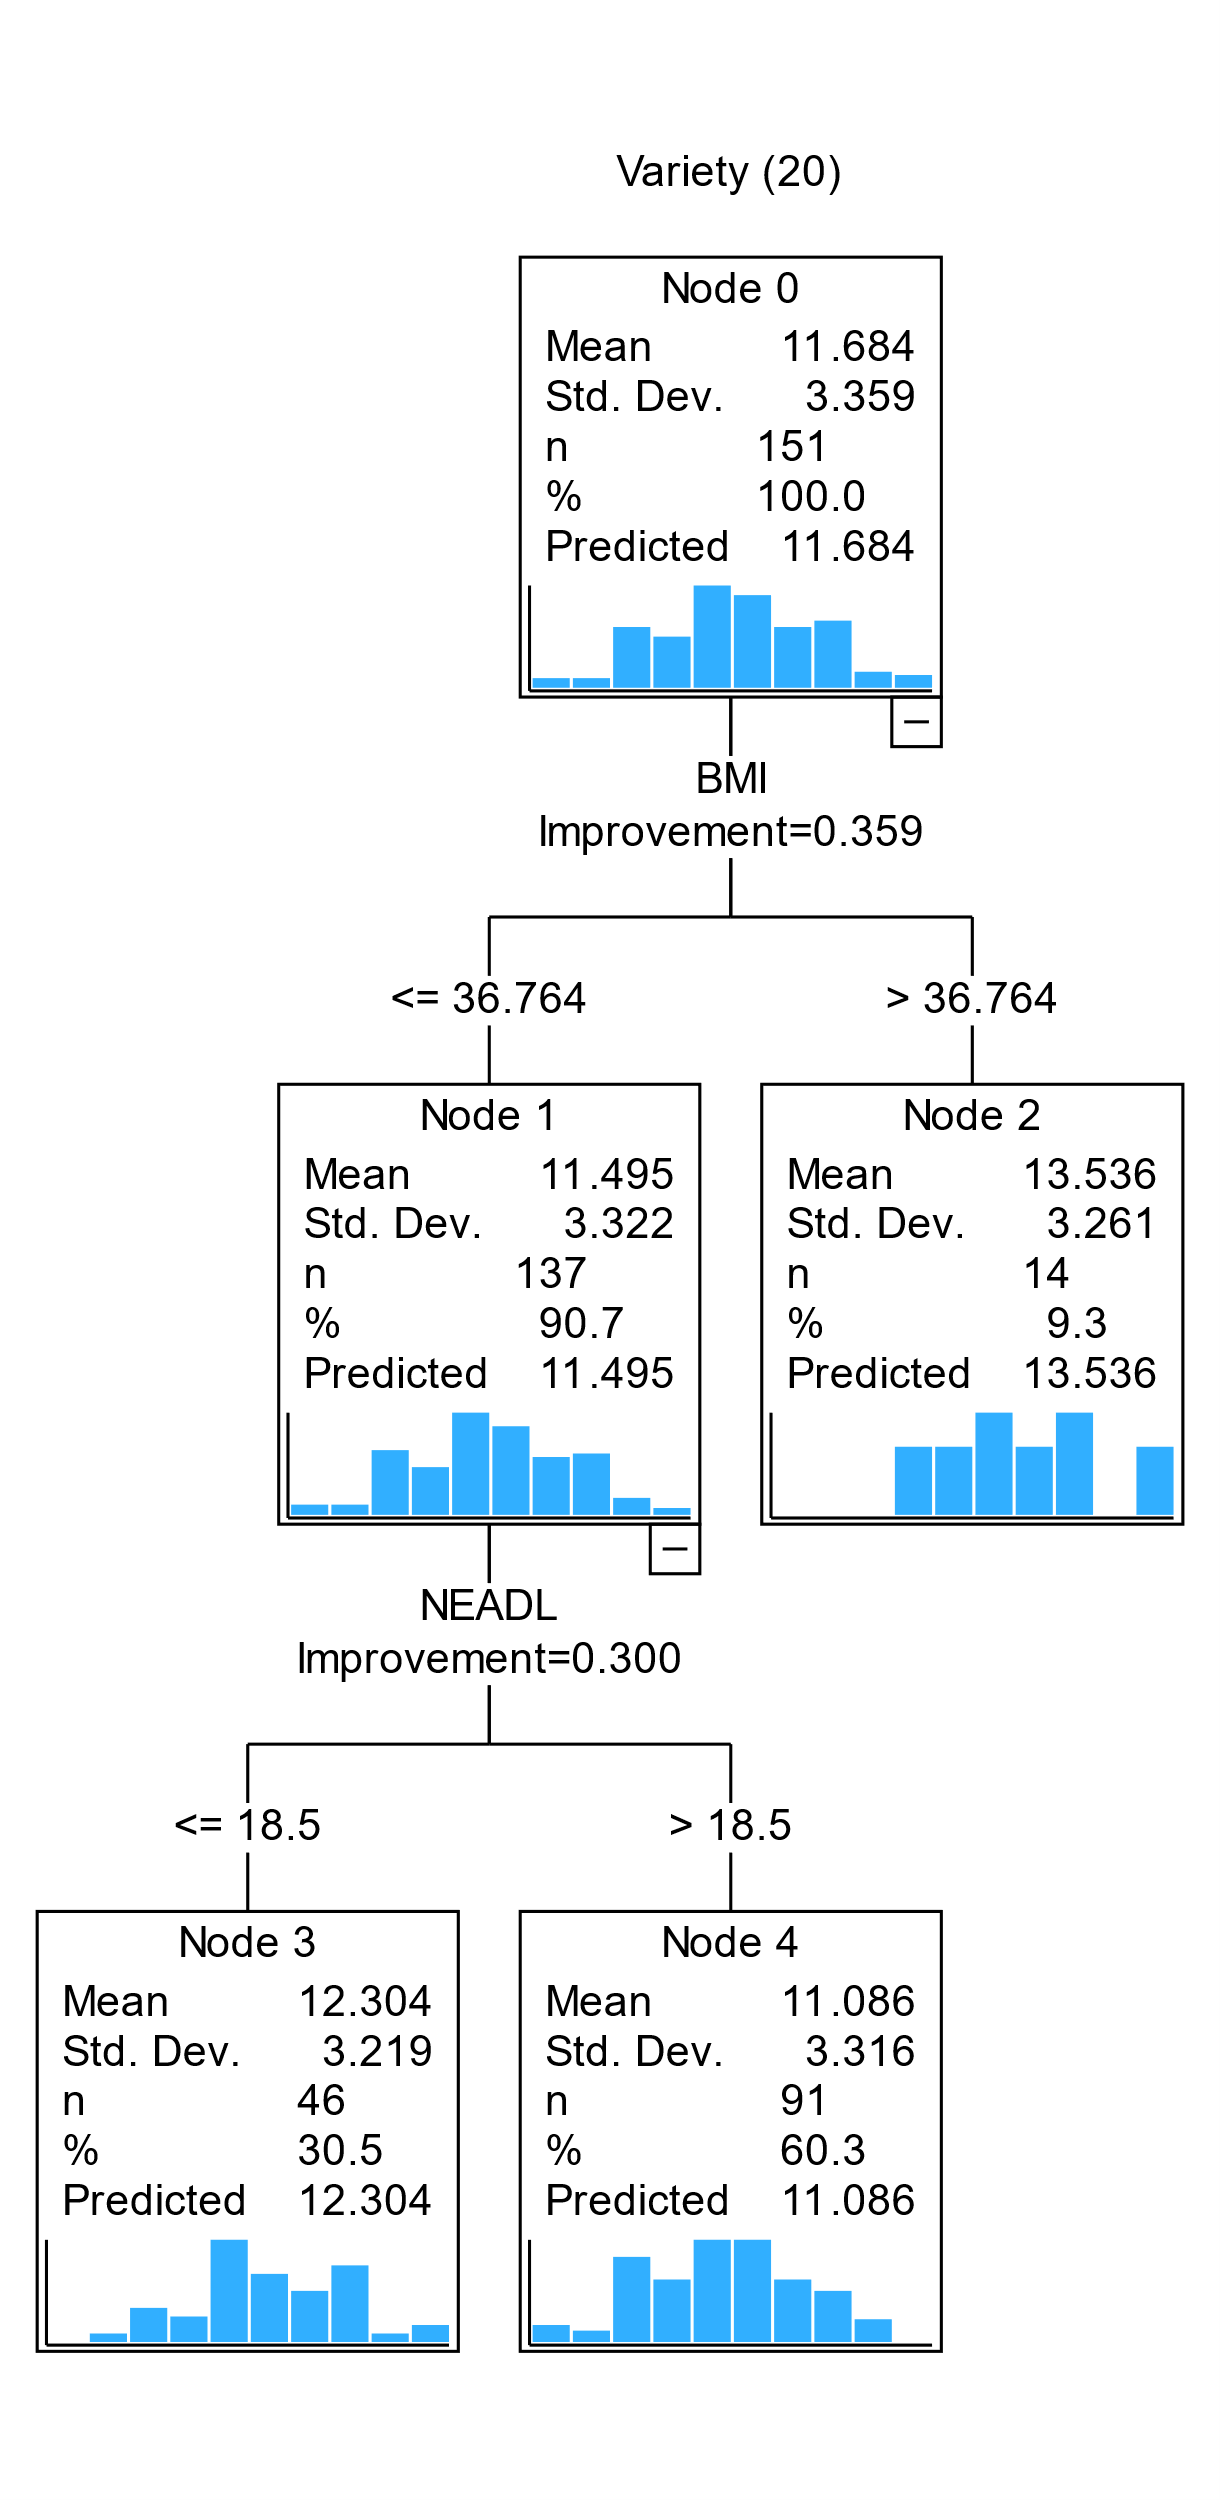 Variety (20)
Node 0
Mean 11.684
Std. Dev. 3.359
n 151
% 100.0
Predicted 11.684
BMI
Improvement=0.359
<= 36.764
> 36.764
Node 1
Mean 11.495
Std. Dev. 3.322
n 137
% 90.7
Predicted 11.495
Node 2
Mean 13.536
Std. Dev. 3.261
n 14
% 9.3
Predicted 13.536
NEADL
Improvement=0.300
<= 18.5
> 18.5
Node 3
Mean 12.304
Std. Dev. 3.219
n 46
% 30.5
Predicted 12.304
Node 4
Mean 11.086
Std. Dev. 3.316
n 91
% 60.3
Predicted 11.086